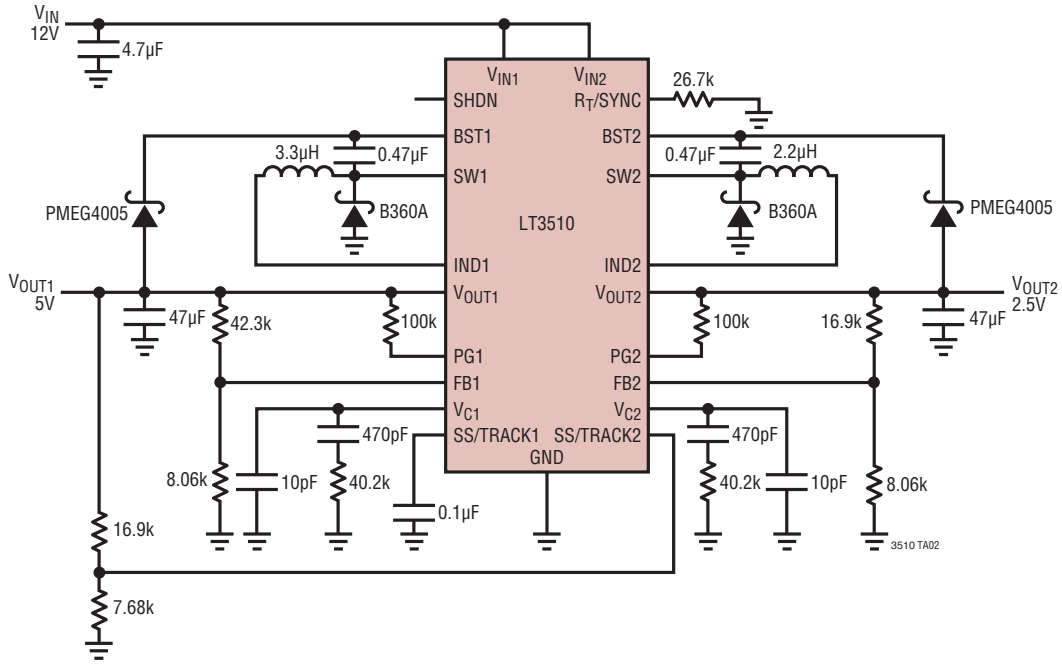 VIN
12V
4.7µF
VIN1
VIN2
SHDN
RT/SYNC
26.7k
BST1
BST2
3.3µH
0.47µF
0.47µF
2.2µH
SW1
SW2
PMEG4005
B360A
LT3510
B360A
PMEG4005
IND1
IND2
VOUT1
5V
VOUT1
VOUT2
VOUT2
2.5V
47µF
42.3k
100k
100k
16.9k
47µF
PG1
PG2
FB1
FB2
VC1
VC2
470pF
SS/TRACK1
SS/TRACK2
470pF
GND
8.06k
10pF
40.2k
40.2k
10pF
8.06k
0.1µF
16.9k
3510 TA02
7.68k